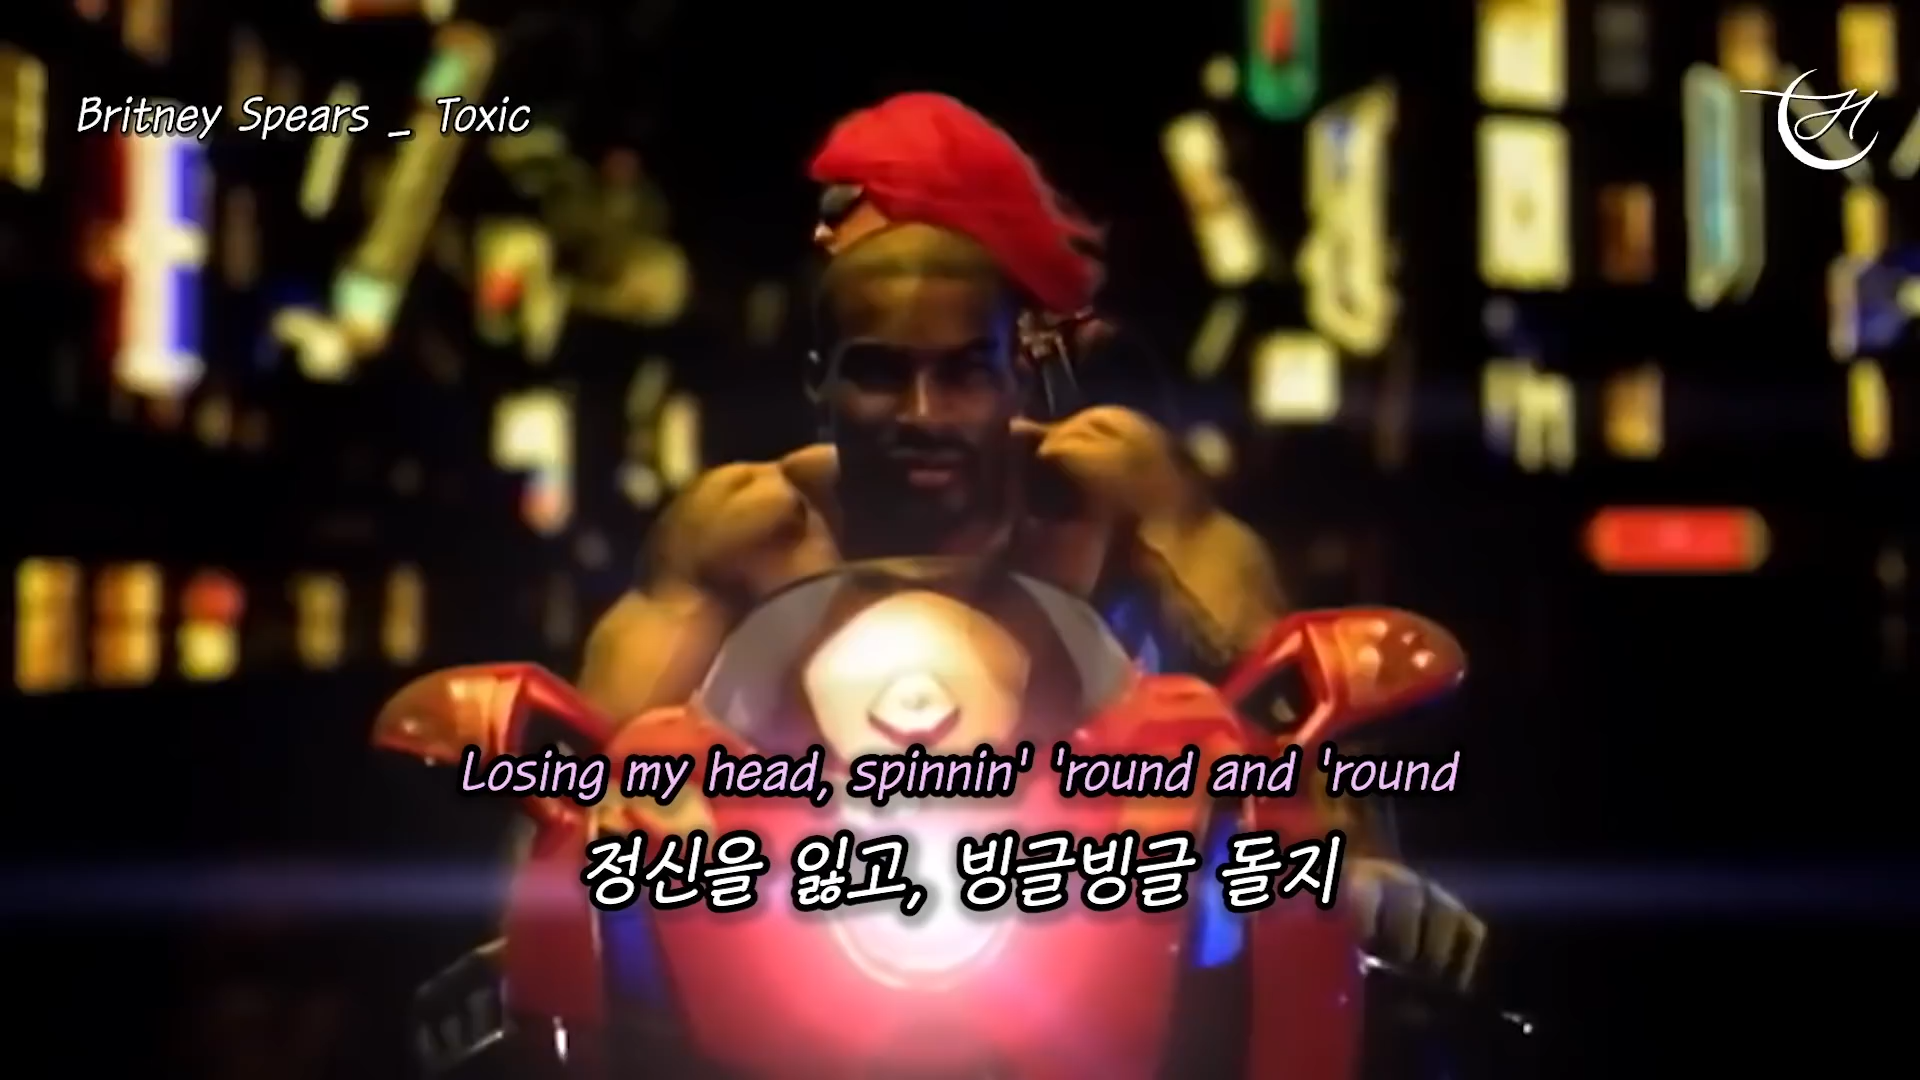 Britney Spears _ Toxic
Losing my head, spinnin' 'round and 'round
정신을 잃고, 빙글빙글 돌지